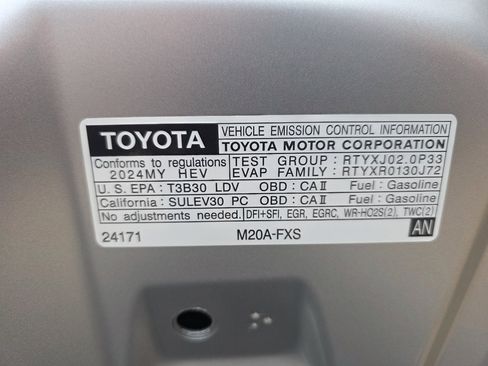 TOYOTA
VEHICLE EMISSION CONTROL INFORMATION
TOYOTA MOTOR CORPORATION
Conforms to regulations
2024MY HEV
TEST GROUP : RTYXJ02.0P33
EVAP FAMILY : RTYXR0130J72
U.S. EPA : T3B30 LDV OBD : CAⅡ Fuel : Gasoline
California : SULEV30 PC OBD : CAⅡ Fuel : Gasoline
No adjustments needed. DFI+SFI, EGR, EGRC, WR-HO2S(2), TWC(2)
24171 M20A-FXS AN